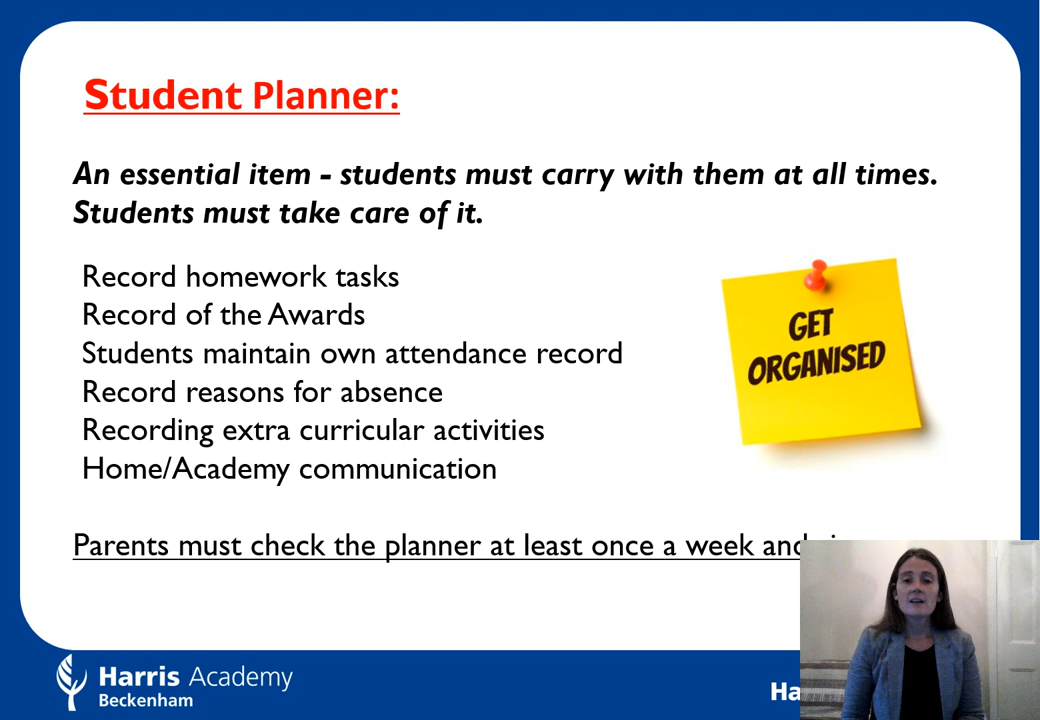 Student Planner:
An essential item - students must carry with them at all times.
Students must take care of it.
Record homework tasks
Record of the Awards
Students maintain own attendance record
Record reasons for absence
Recording extra curricular activities
Home/Academy communication
GET
ORGANISED
Parents must check the planner at least once a week and
Harris Academy
Beckenham